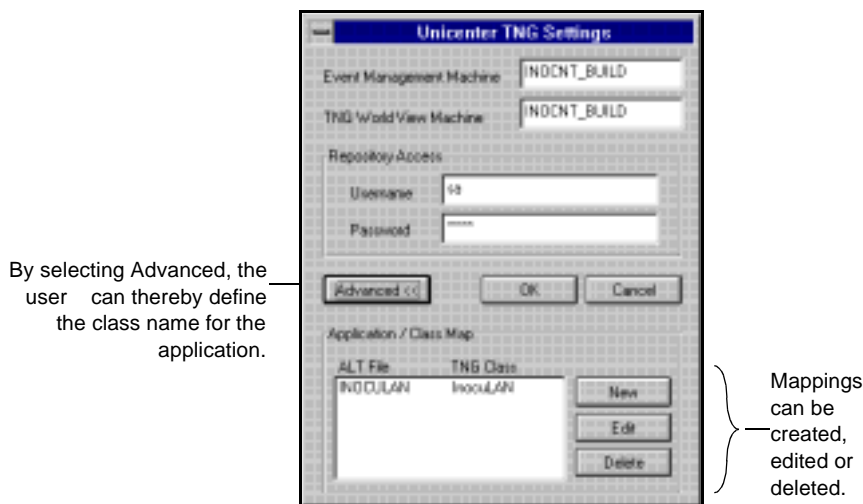 Unicenter TNG Settings
Event Management Machine INOCNT_BUILD
TNG World View Machine INOCNT_BUILD
Repository Access
Username sa
Password *****
By selecting Advanced, the
user can thereby define
the class name for the
application.
Advanced << OK Cancel
Application / Class Map
ALT File TNG Class
INOCULAN InocuLAN
New
Edit
Delete
Mappings
can be
created,
edited or
deleted.